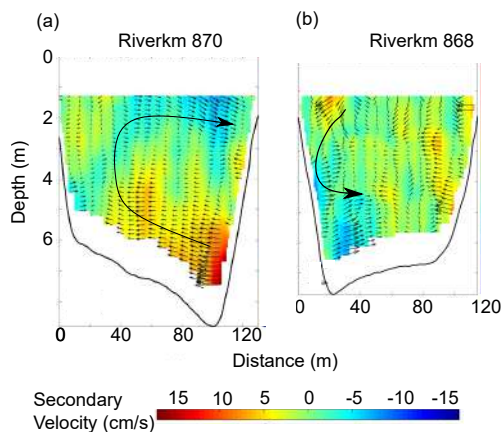 (a)
Riverkm 870
(b)
Riverkm 868
Depth (m)
2
4
6
0 40 80 120
0 40 80 120
Distance (m)
Secondary
Velocity (cm/s)
15 10 5 0 -5 -10 -15